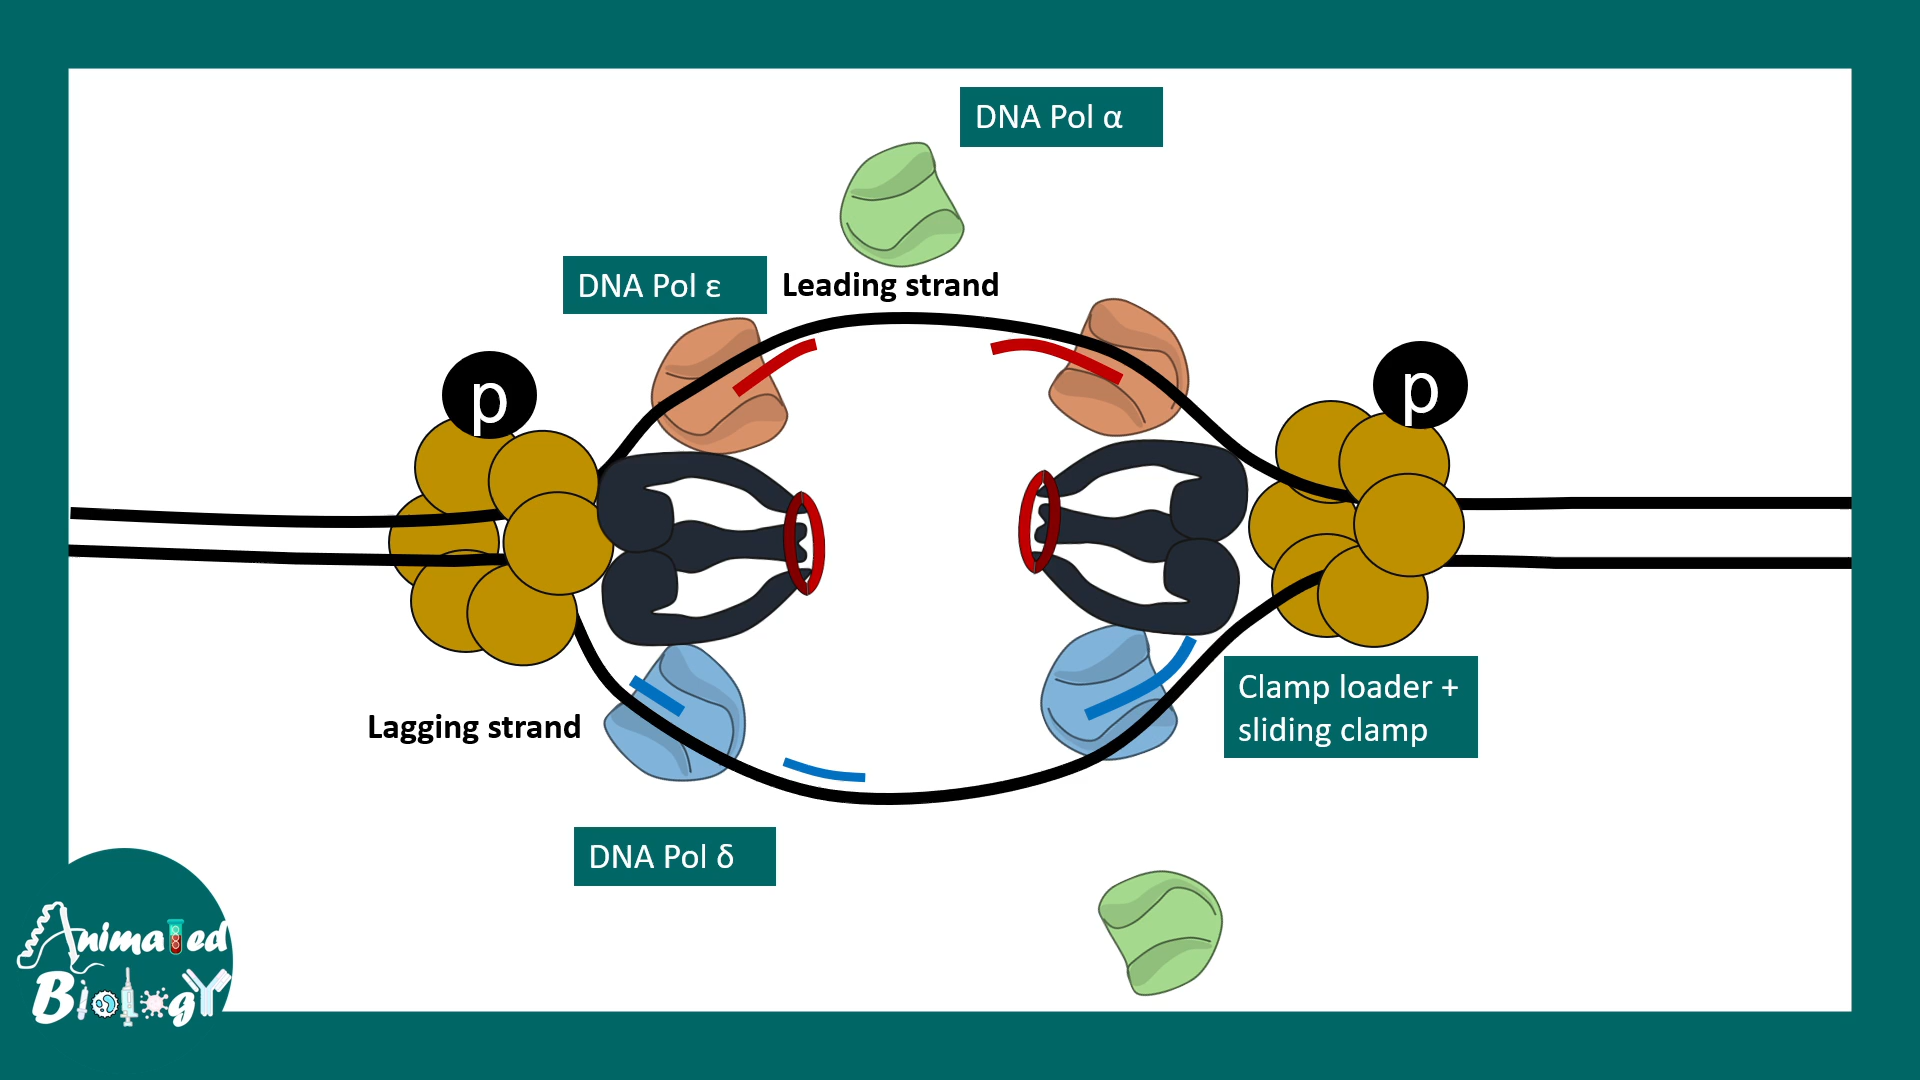 DNA Pol α
DNA Pol ε
Leading strand
p
p
Clamp loader +
sliding clamp
Lagging strand
DNA Pol δ
Animated
Biology